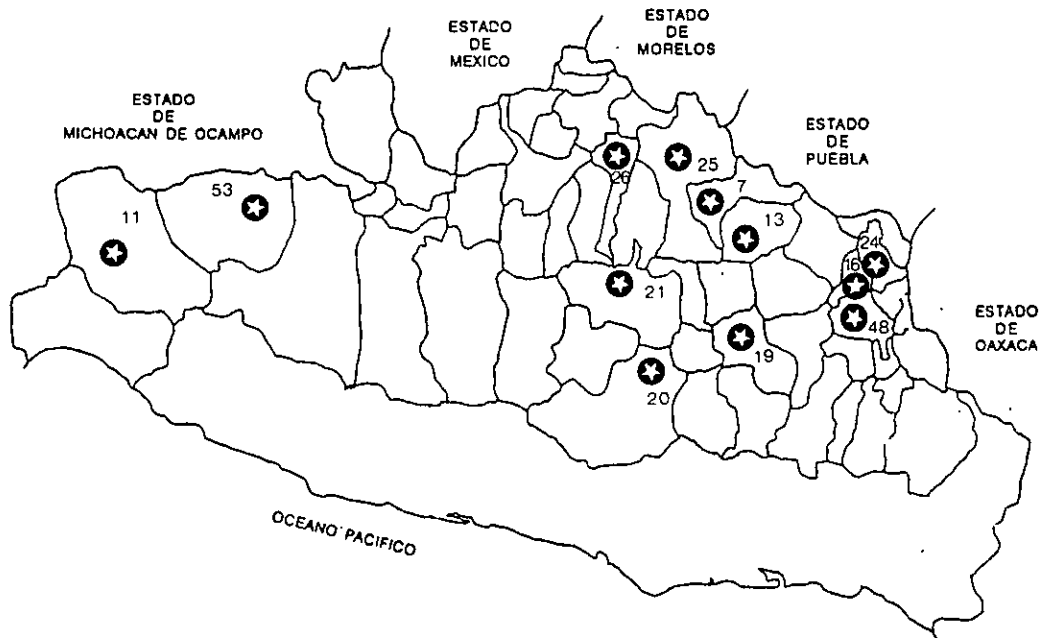 ESTADO
DE
MEXICO
ESTADO
DE
MORELOS
ESTADO
DE
MICHOACAN DE OCAMPO
ESTADO
DE
PUEBLA
53
11
26
25
7
13
24
16
21
48
19
20
ESTADO
DE
OAXACA
OCEANO PACIFICO